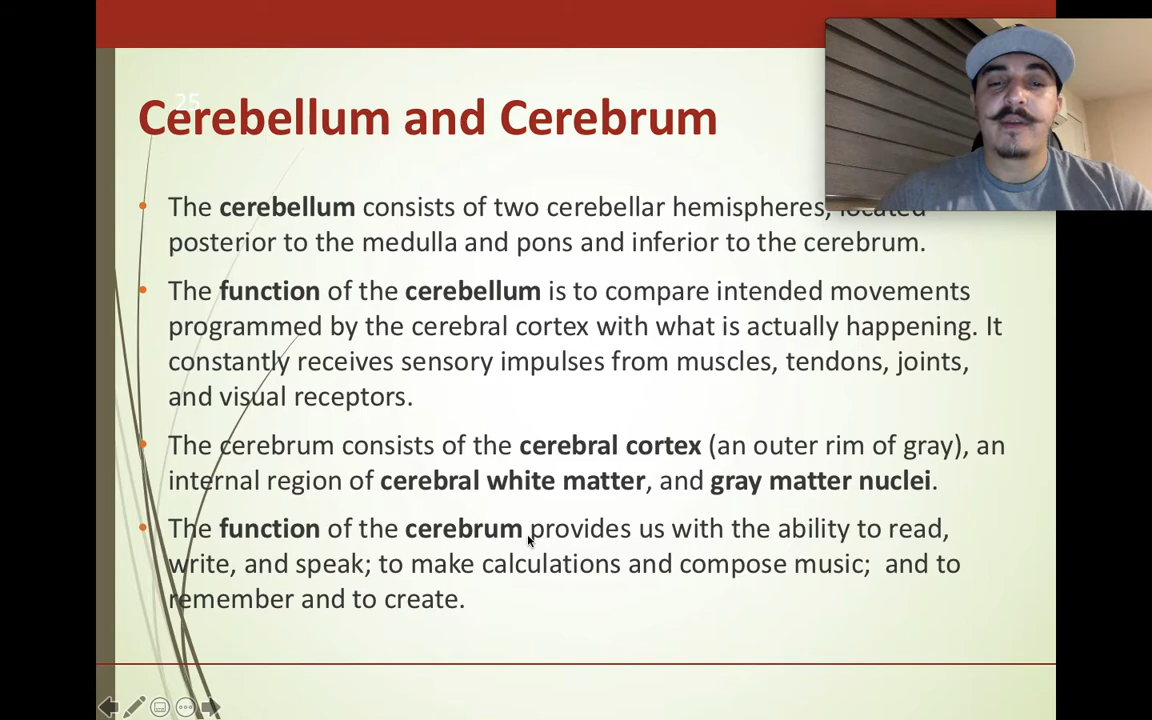 25
Cerebellum and Cerebrum
• The cerebellum consists of two cerebellar hemispheres, located
posterior to the medulla and pons and inferior to the cerebrum.
• The function of the cerebellum is to compare intended movements
programmed by the cerebral cortex with what is actually happening. It
constantly receives sensory impulses from muscles, tendons, joints,
and visual receptors.
• The cerebrum consists of the cerebral cortex (an outer rim of gray), an
internal region of cerebral white matter, and gray matter nuclei.
• The function of the cerebrum provides us with the ability to read,
write, and speak; to make calculations and compose music;  and to
remember and to create.